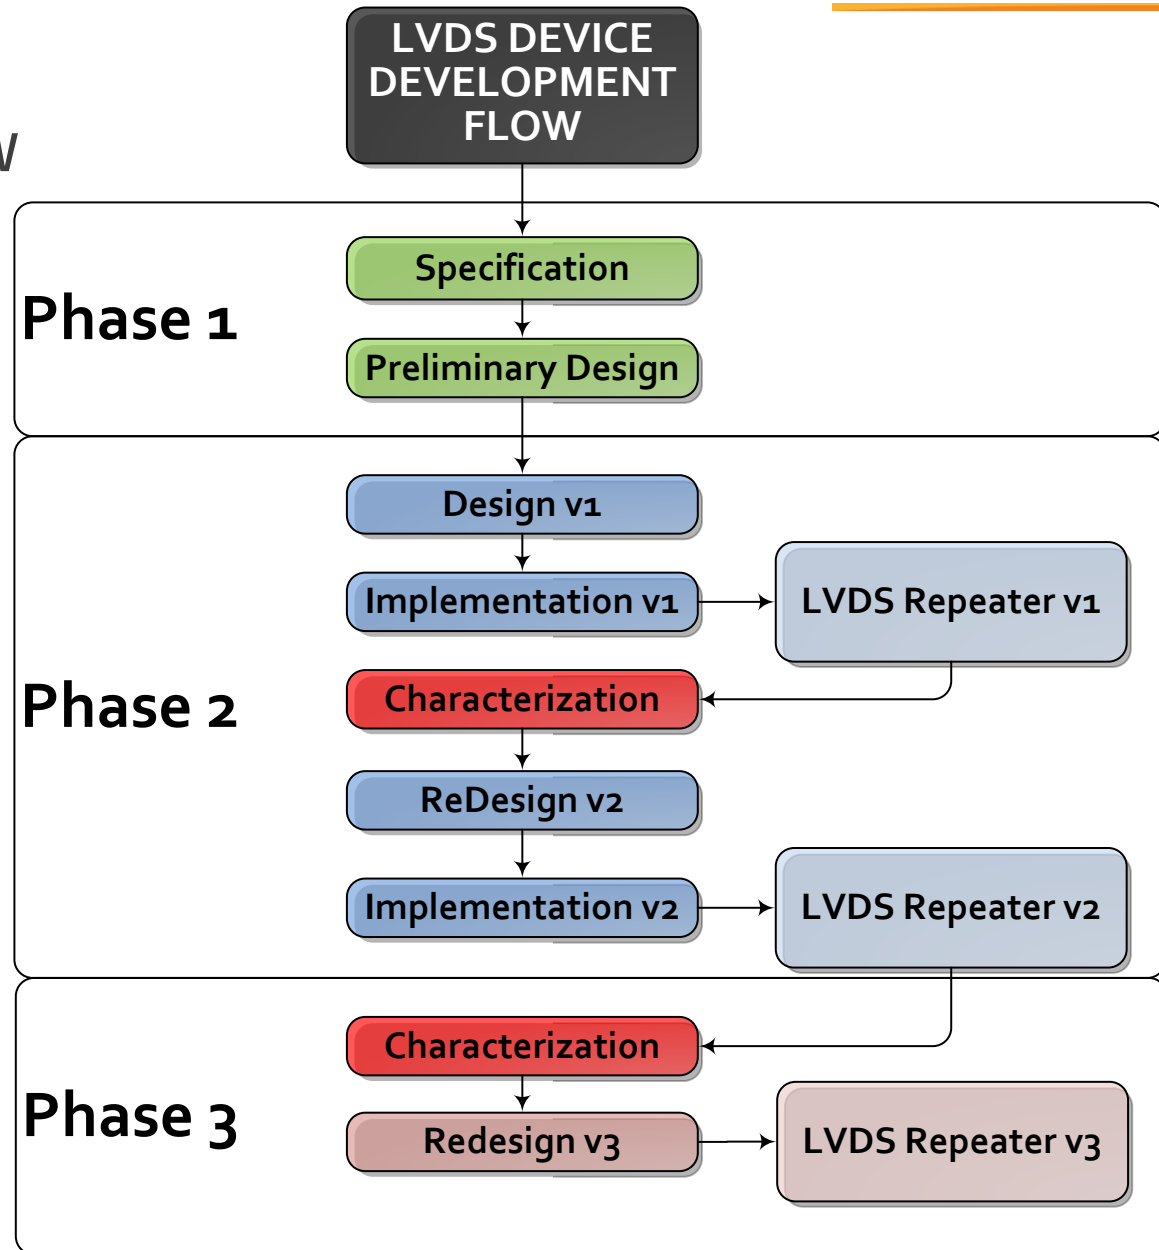 LVDS DEVICE
DEVELOPMENT
FLOW
Phase 1
Specification
Preliminary Design
Phase 2
Design v1
Implementation v1
LVDS Repeater v1
Characterization
ReDesign v2
Implementation v2
LVDS Repeater v2
Phase 3
Characterization
Redesign v3
LVDS Repeater v3